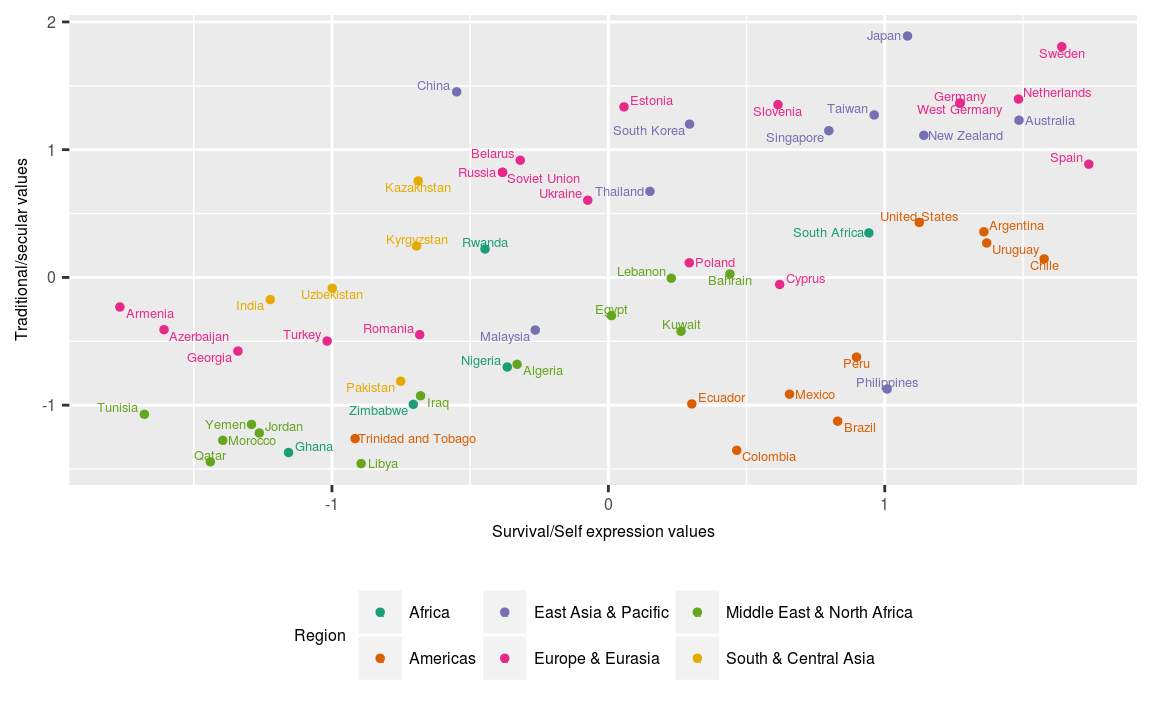 2
Japan
Sweden
China
Estonia
Germany
Netherlands
Slovenia
Taiwan
West Germany
Australia
South Korea
Singapore
New Zealand
1
Belarus
Spain
Russia
Soviet Union
Kazakhstan
Ukraine
Thailand
United States
Argentina
South Africa
Kyrgyzstan
Rwanda
Uruguay
Poland
Chile
0
Lebanon
Bahrain
Cyprus
Uzbekistan
India
Armenia
Egypt
Kuwait
Azerbaijan
Turkey
Romania
Malaysia
Georgia
Nigeria
Algeria
Peru
Pakistan
Philippines
Mexico
Ecuador
-1
Tunisia
Zimbabwe
Iraq
Yemen
Jordan
Brazil
Morocco
Trinidad and Tobago
Ghana
Qatar
Libya
Colombia
-1
0
1
Traditional/secular values
Survival/Self expression values
Region
Africa
East Asia & Pacific
Middle East & North Africa
Americas
Europe & Eurasia
South & Central Asia